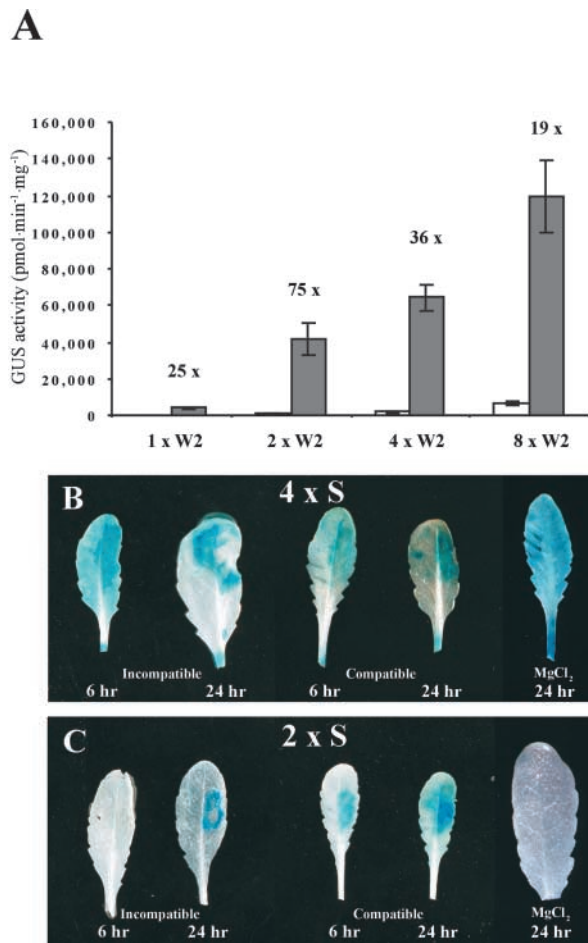 A
GUS activity (pmol·min⁻¹·mg⁻¹)
160,000
140,000
120,000
100,000
80,000
60,000
40,000
20,000
0
25 x
75 x
36 x
19 x
1 x W2
2 x W2
4 x W2
8 x W2
B
4 x S
Incompatible
Compatible
MgCl₂
6 hr
24 hr
6 hr
24 hr
24 hr
C
2 x S
Incompatible
Compatible
MgCl₂
6 hr
24 hr
6 hr
24 hr
24 hr